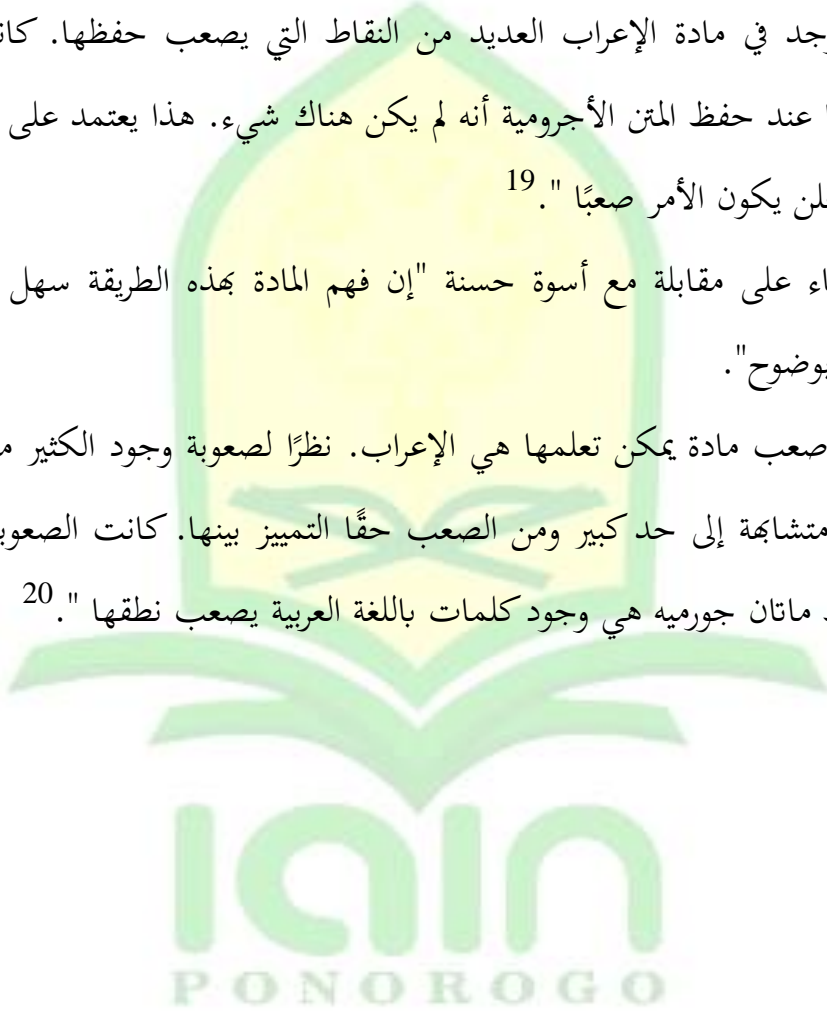 وجد في مادة الإعراب العديد من النقاط التي يصعب حفظها. كان
عند حفظ المتن الأجرومية أنه لم يكن هناك شيء. هذا يعتمد على
لن يكون الأمر صعبًا ".19
اء على مقابلة مع أسوة حسنة "إن فهم المادة بهذه الطريقة سهل
بوضوح".
صعب مادة يمكن تعلمها هي الإعراب. نظرًا لصعوبة وجود الكثير م
متشابهة إلى حد كبير ومن الصعب حقًا التمييز بينها. كانت الصعوب
ماتان جورميه هي وجود كلمات باللغة العربية يصعب نطقها ".20
iain
PONOROGO